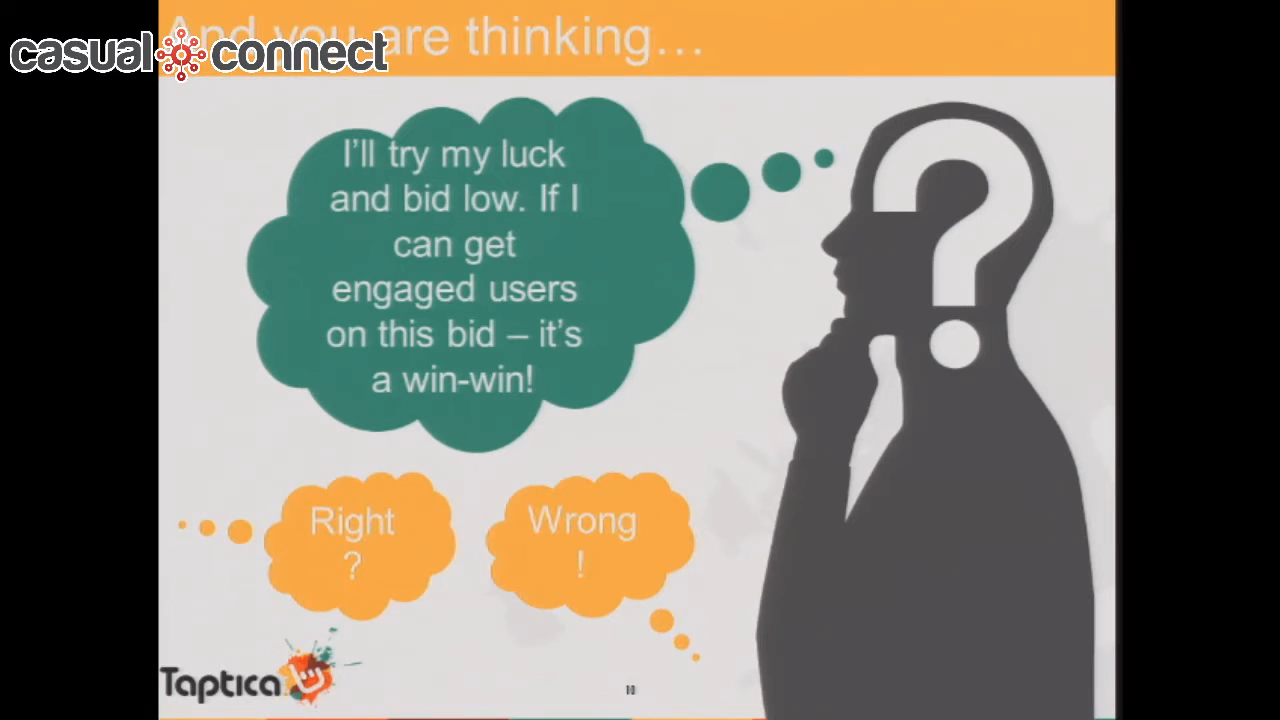 And you are thinking…
casual connect
I'll try my luck
and bid low. If I
can get
engaged users
on this bid – it's
a win-win!
Right
?
Wrong
!
Taptica
10